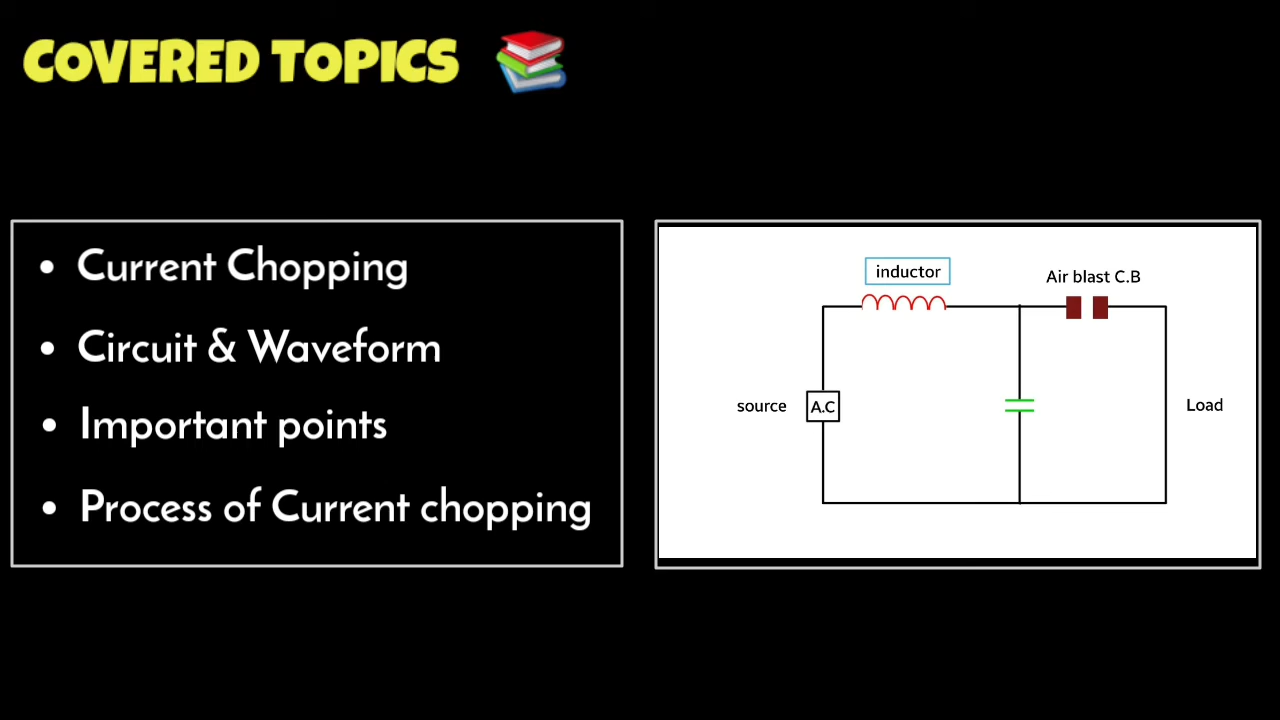 COVERED TOPICS
• Current Chopping
• Circuit & Waveform
• Important points
• Process of Current chopping
inductor
Air blast C.B
source
A.C
Load